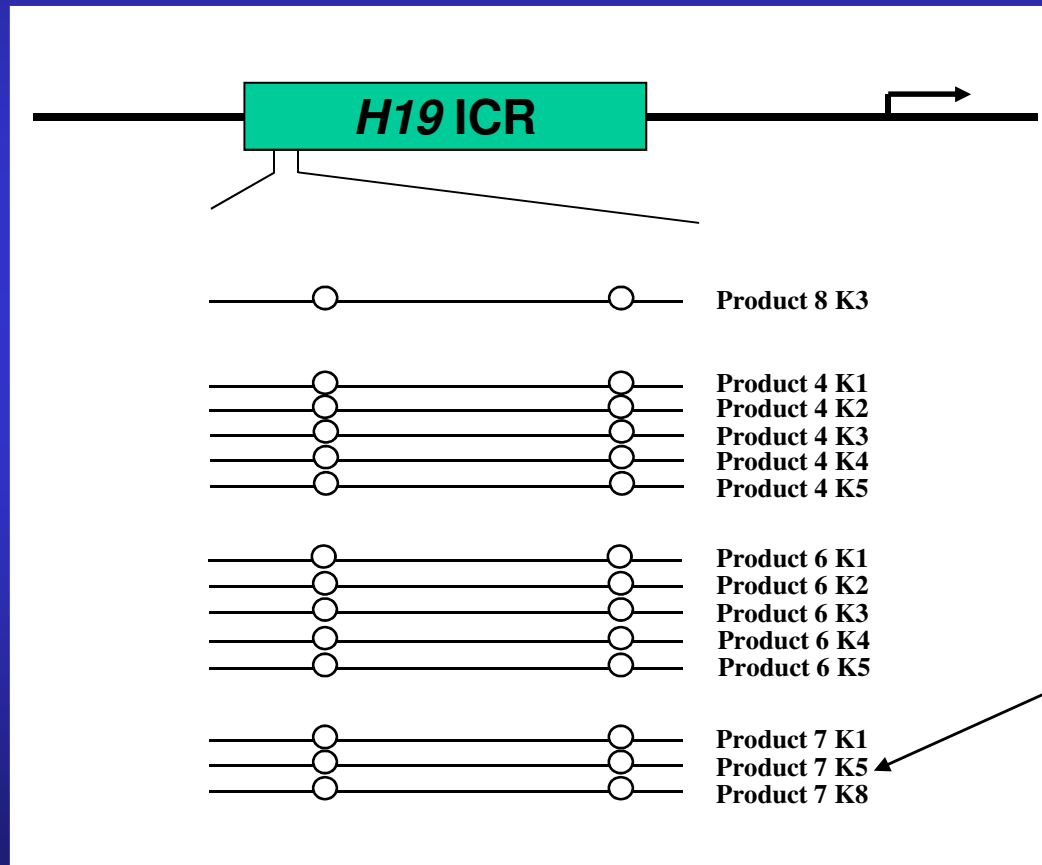 H19 ICR
Product 8 K3
Product 4 K1
Product 4 K2
Product 4 K3
Product 4 K4
Product 4 K5
Product 6 K1
Product 6 K2
Product 6 K3
Product 6 K4
Product 6 K5
Product 7 K1
Product 7 K5
Product 7 K8